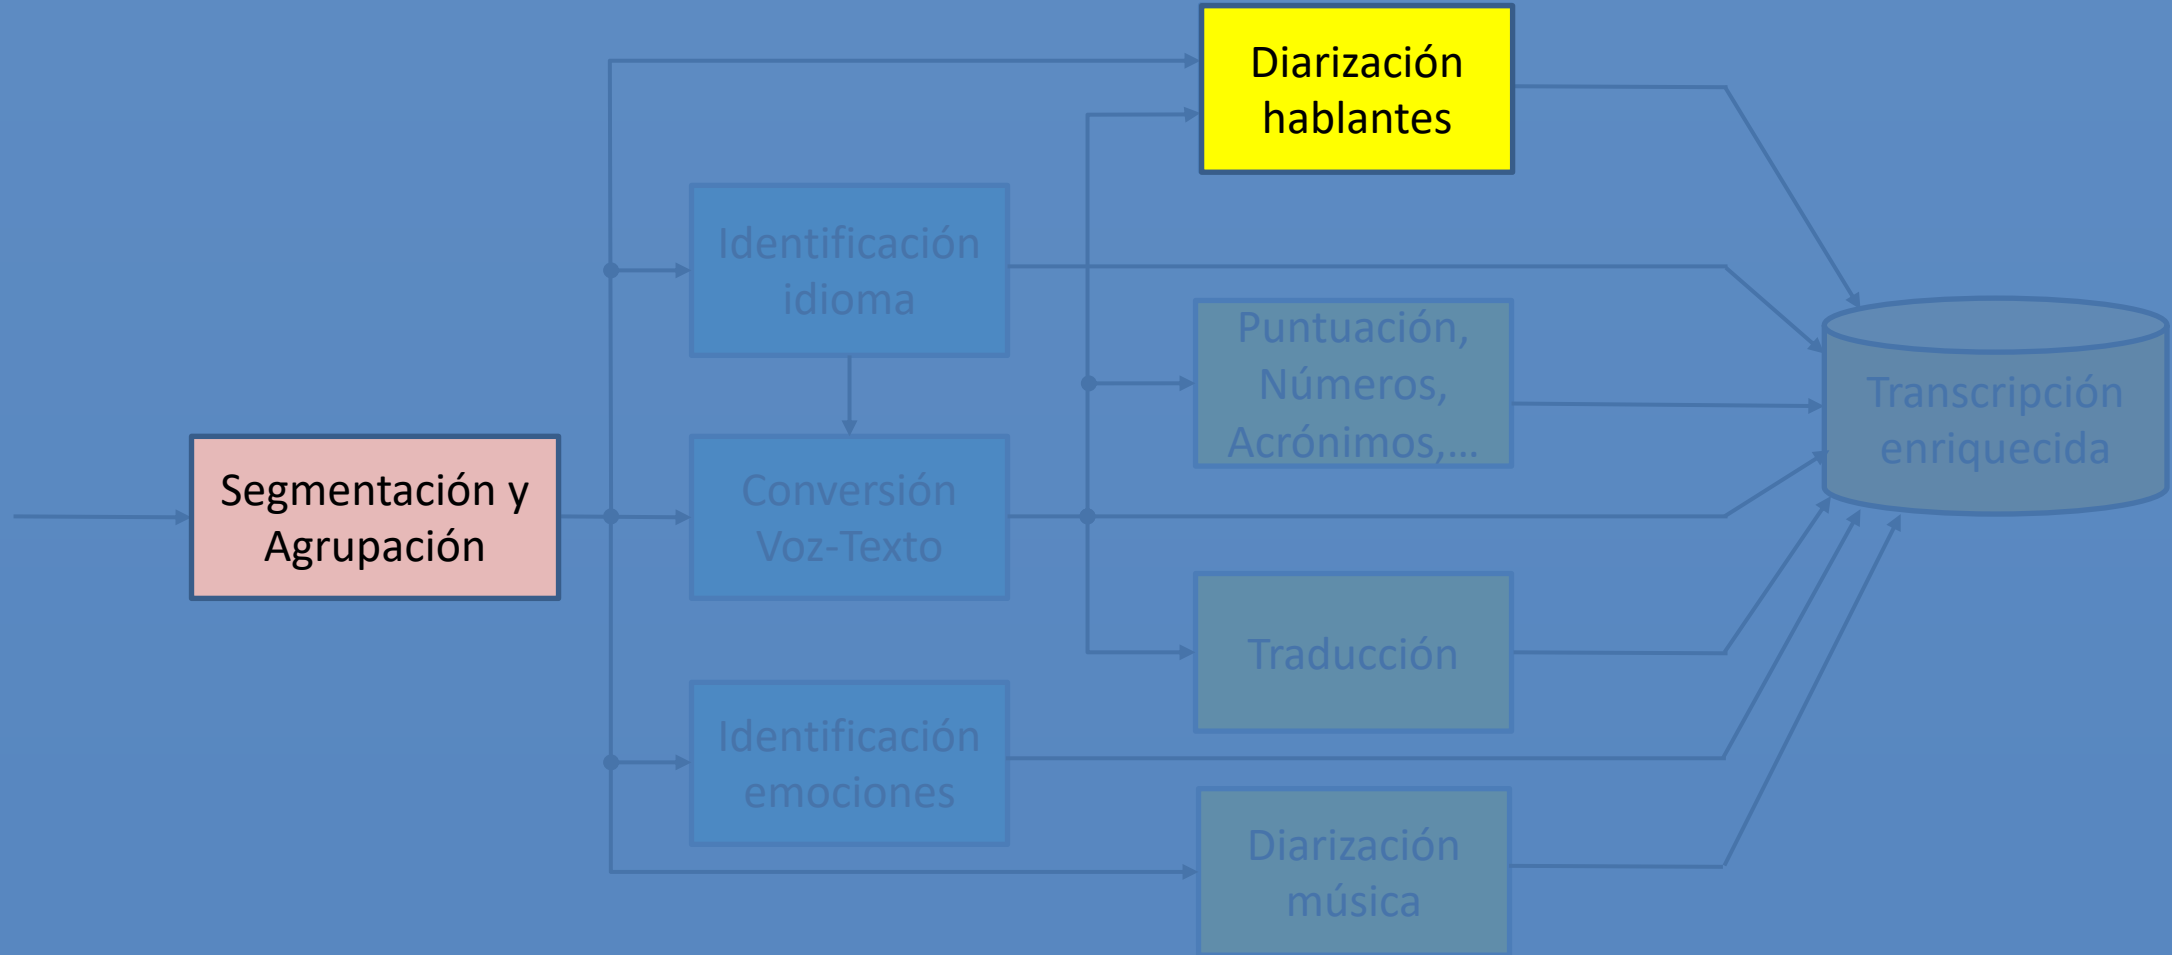 Diarización
hablantes
Identificación
idioma
Puntuación,
Números,
Acrónimos,...
Transcripción
enriquecida
Segmentación y
Agrupación
Conversión
Voz-Texto
Traducción
Identificación
emociones
Diarización
música